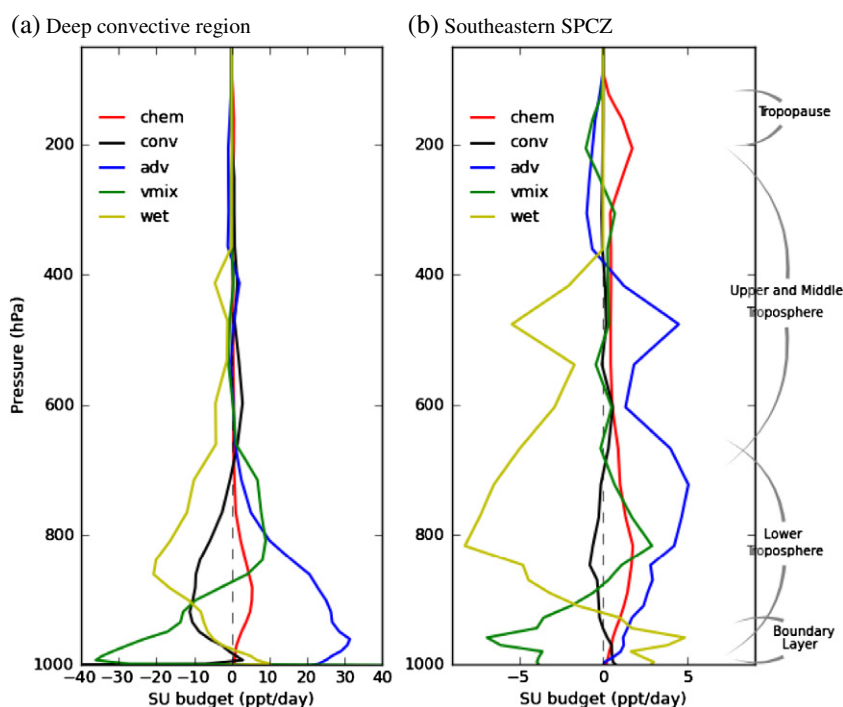 (a) Deep convective region
chem
conv
adv
vmix
wet
200
400
600
800
1000
Pressure (hPa)
−40 −30 −20 −10 0 10 20 30 40
SU budget (ppt/day)
(b) Southeastern SPCZ
chem
conv
adv
vmix
wet
200
400
600
800
1000
−5 0 5
SU budget (ppt/day)
Tropopause
Upper and Middle
Troposphere
Lower
Troposphere
Boundary
Layer